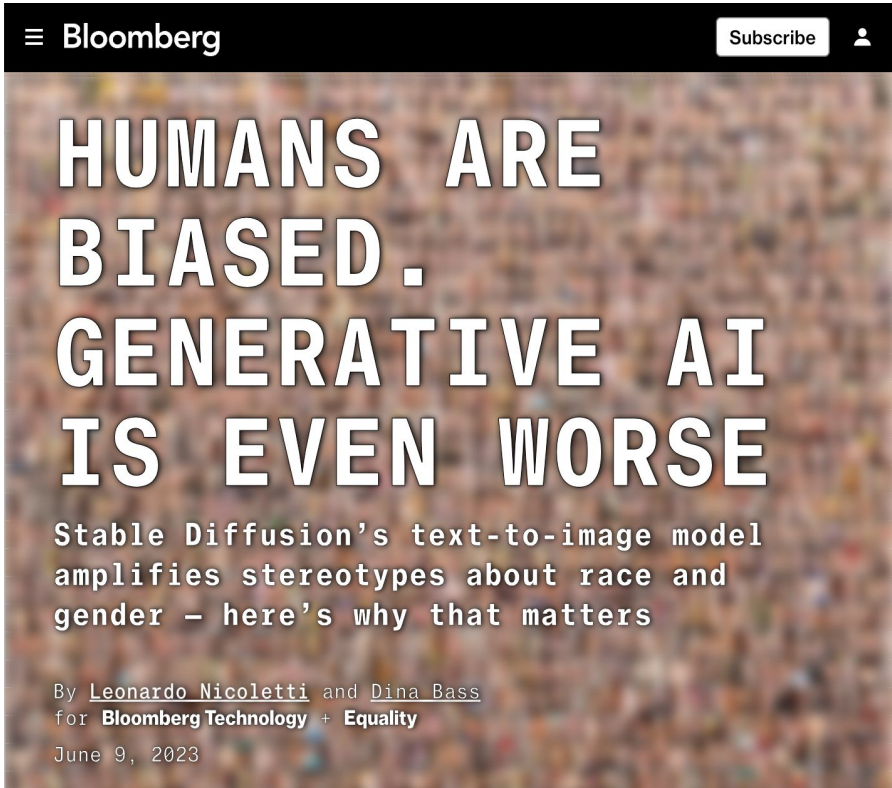 Bloomberg
Subscribe
HUMANS ARE
BIASED.
GENERATIVE AI
IS EVEN WORSE
Stable Diffusion’s text-to-image model
amplifies stereotypes about race and
gender — here’s why that matters
By Leonardo Nicoletti and Dina Bass
for Bloomberg Technology + Equality
June 9, 2023